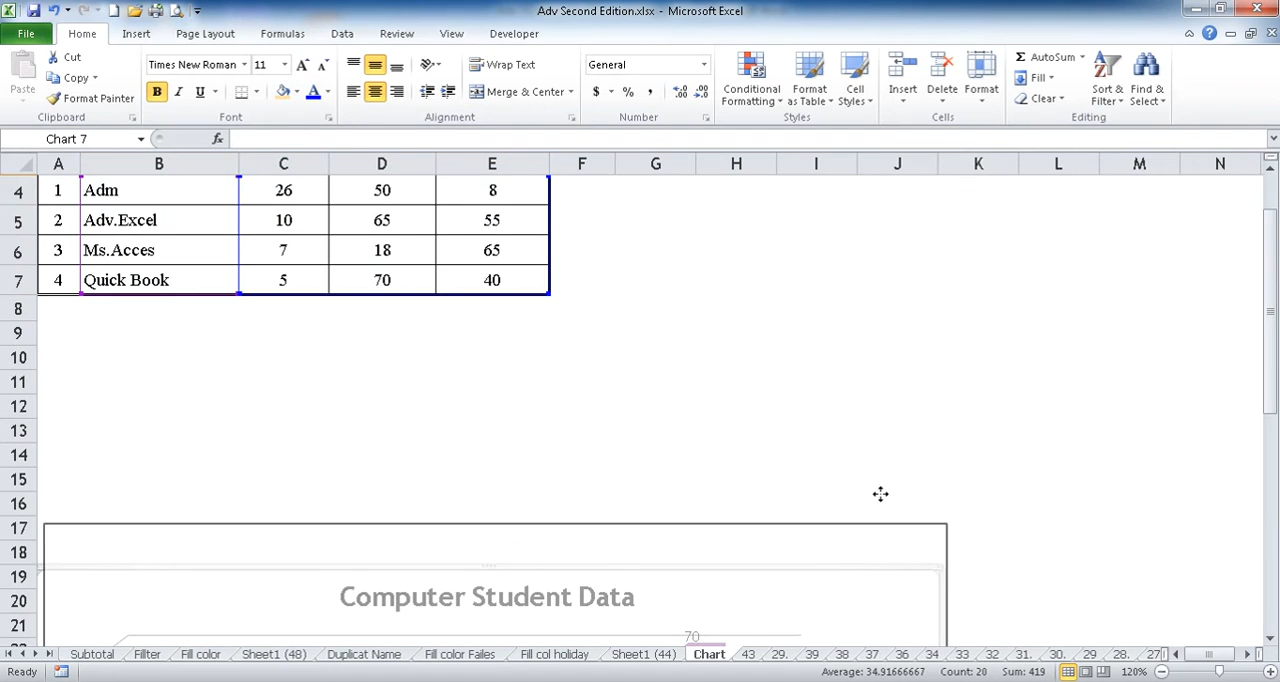 Adv Second Edition.xlsx - Microsoft Excel
File Home Insert Page Layout Formulas Data Review View Developer
Paste Cut Copy Format Painter Clipboard
Times New Roman 11 B I U Font
Wrap Text Merge & Center Alignment
General $ % , Number
Conditional Formatting Format as Table Cell Styles Styles
Insert Delete Format Cells
Σ AutoSum Fill Clear Sort & Filter Find & Select Editing
Chart 7 fx
A B C D E F G H I J K L M N
4 1 Adm 26 50 8
5 2 Adv.Excel 10 65 55
6 3 Ms.Acces 7 18 65
7 4 Quick Book 5 70 40
8
9
10
11
12
13
14
15
16
17
18
19
20 Computer Student Data
21
70
Subtotal Filter Fill color Sheet1 (48) Duplicat Name Fill color Failes Fill col holiday Sheet1 (44) Chart 43 29. 39 38 37 36 34 33 32 31. 30. 29 28. 27
Ready Average: 34.91666667 Count: 20 Sum: 419 120%